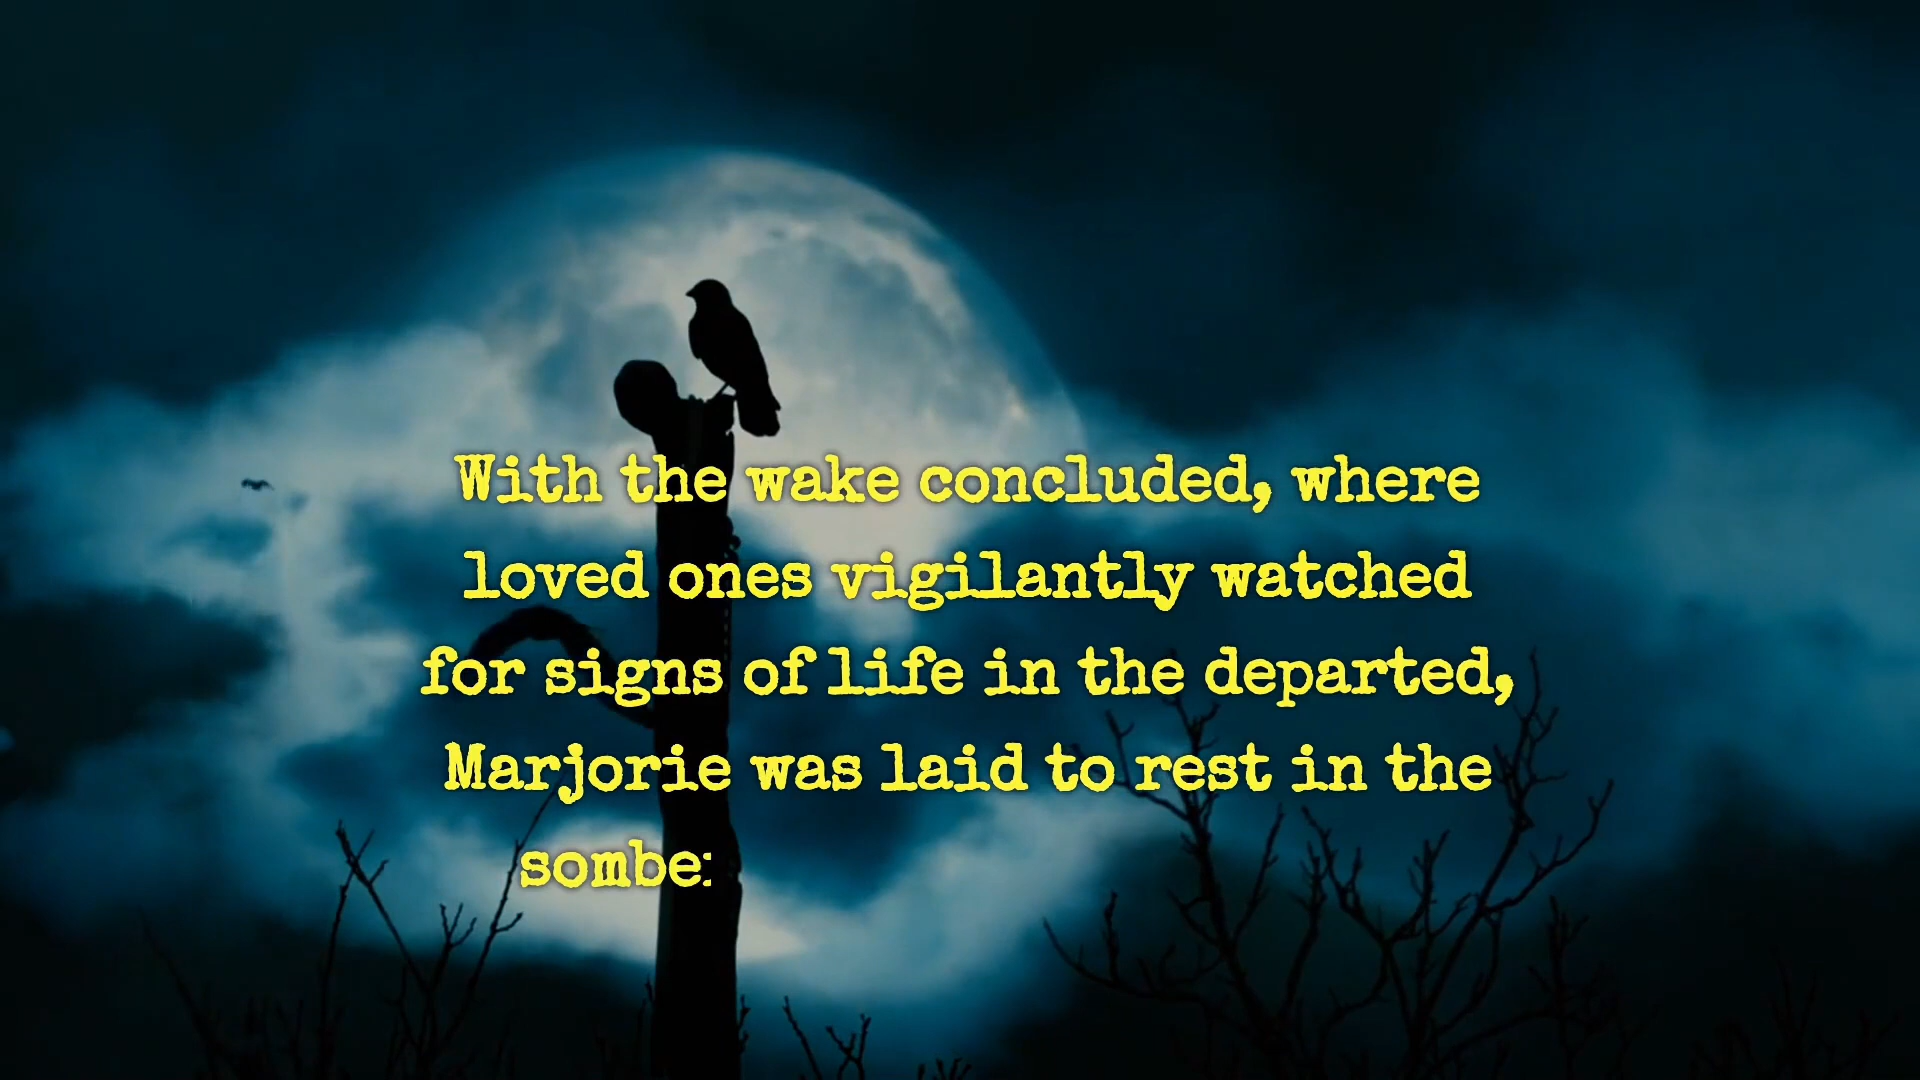 With the wake concluded, where
loved ones vigilantly watched
for signs of life in the departed,
Marjorie was laid to rest in the
sombe